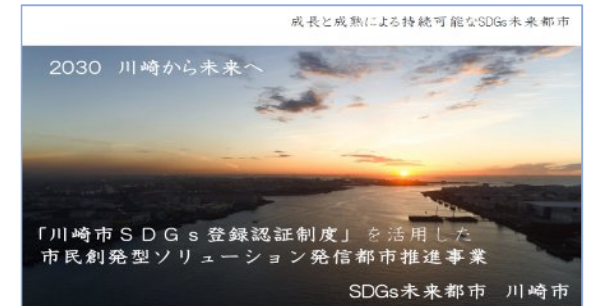 成長と成熟による持続可能なSDGs未来都市
2030 川崎から未来へ
「川崎市ＳＤＧｓ登録認証制度」を活用した
市民創発型ソリューション発信都市推進事業
SDGs未来都市 川崎市